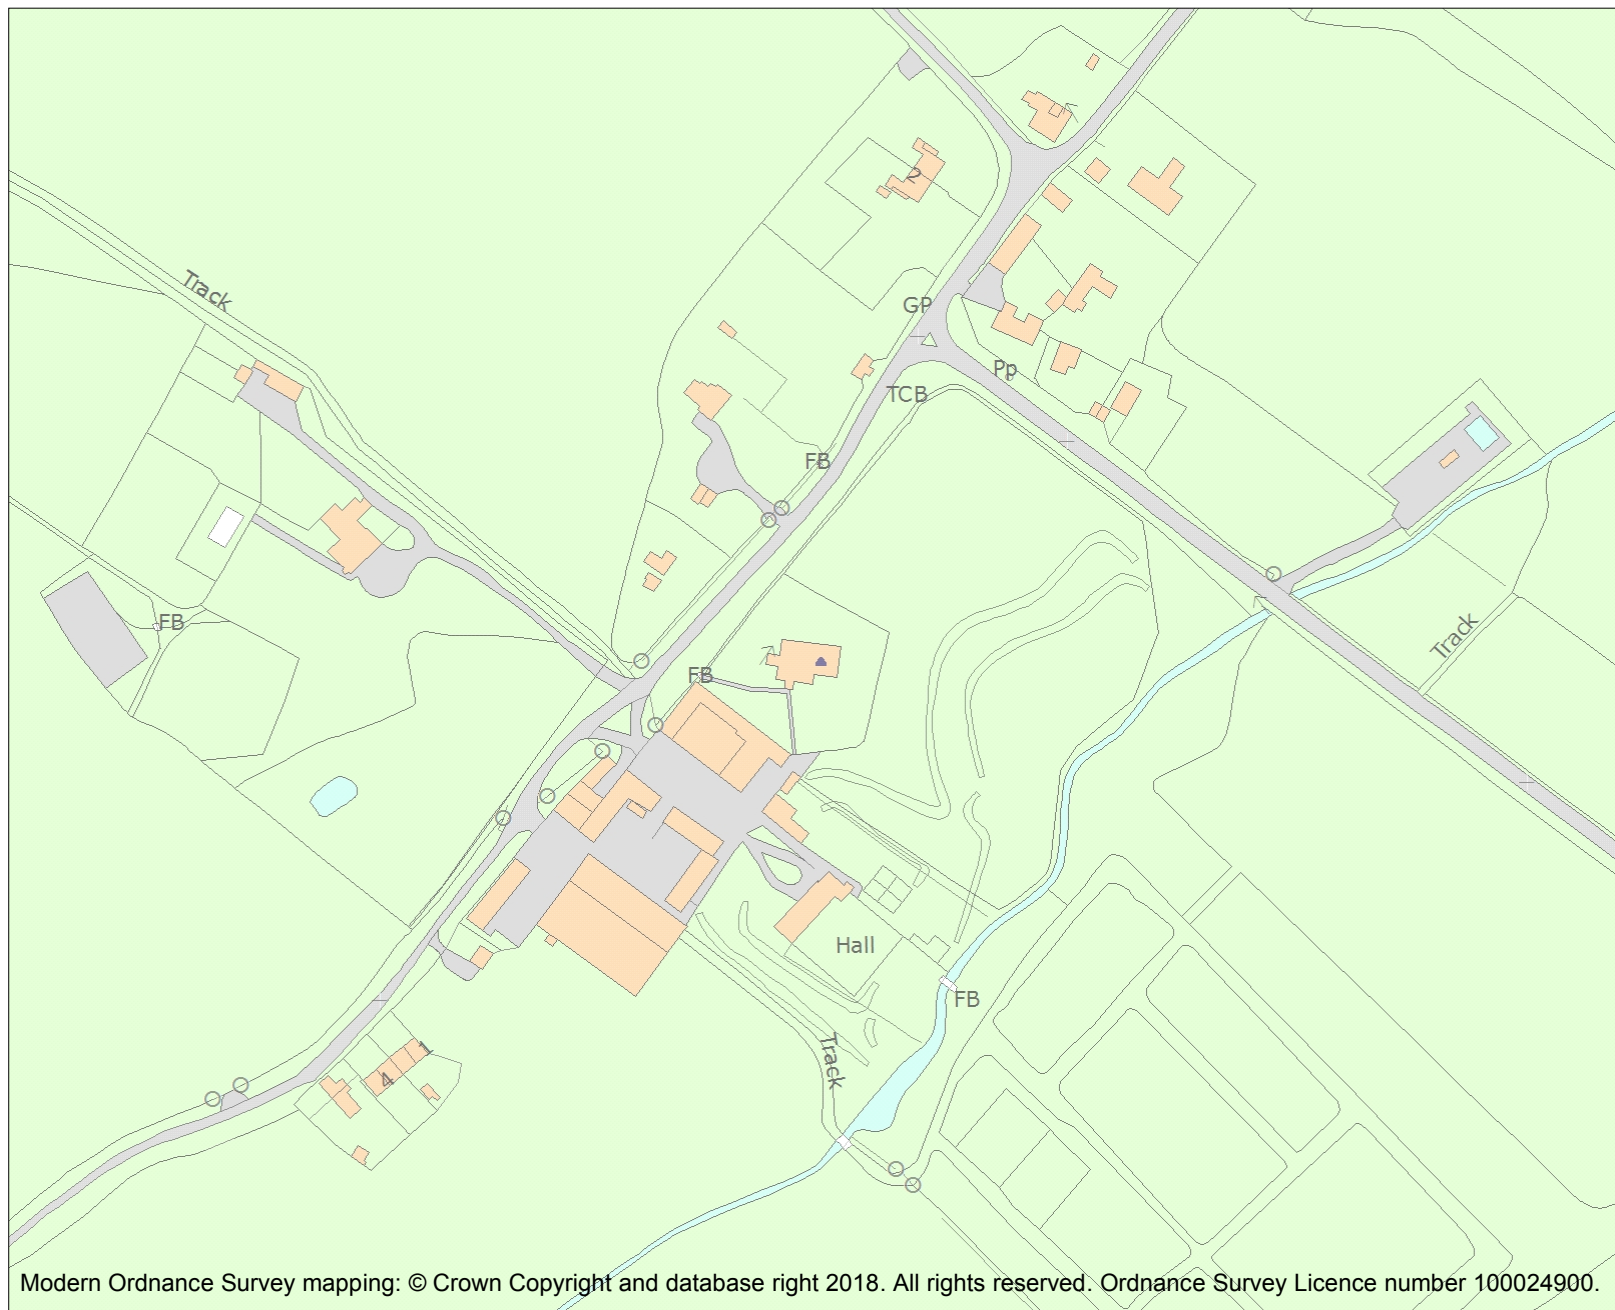 2
Track
GP
Pp
TCB
FB
FB
Track
FB
Hall
FB
Track
1
4
Modern Ordnance Survey mapping: © Crown Copyright and database right 2018. All rights reserved. Ordnance Survey Licence number 100024900.